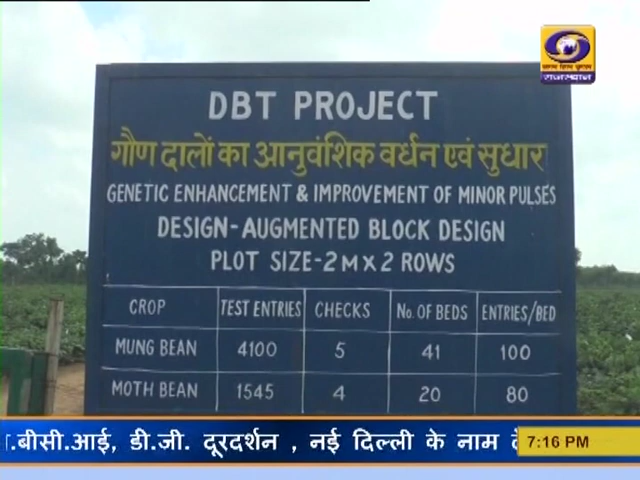 DBT PROJECT
गौण दालों का आनुवंशिक वर्धन एवं सुधार
GENETIC ENHANCEMENT & IMPROVEMENT OF MINOR PULSES
DESIGN-AUGMENTED BLOCK DESIGN
PLOT SIZE-2M X 2 ROWS
CROP TEST ENTRIES CHECKS No. OF BEDS ENTRIES/BED
MUNG BEAN 4100 5 41 100
MOTH BEAN 1545 4 20 80
राजस्थान
.बीसी.आई, डी.जी. दूरदर्शन , नई दिल्ली के नाम
7:16 PM